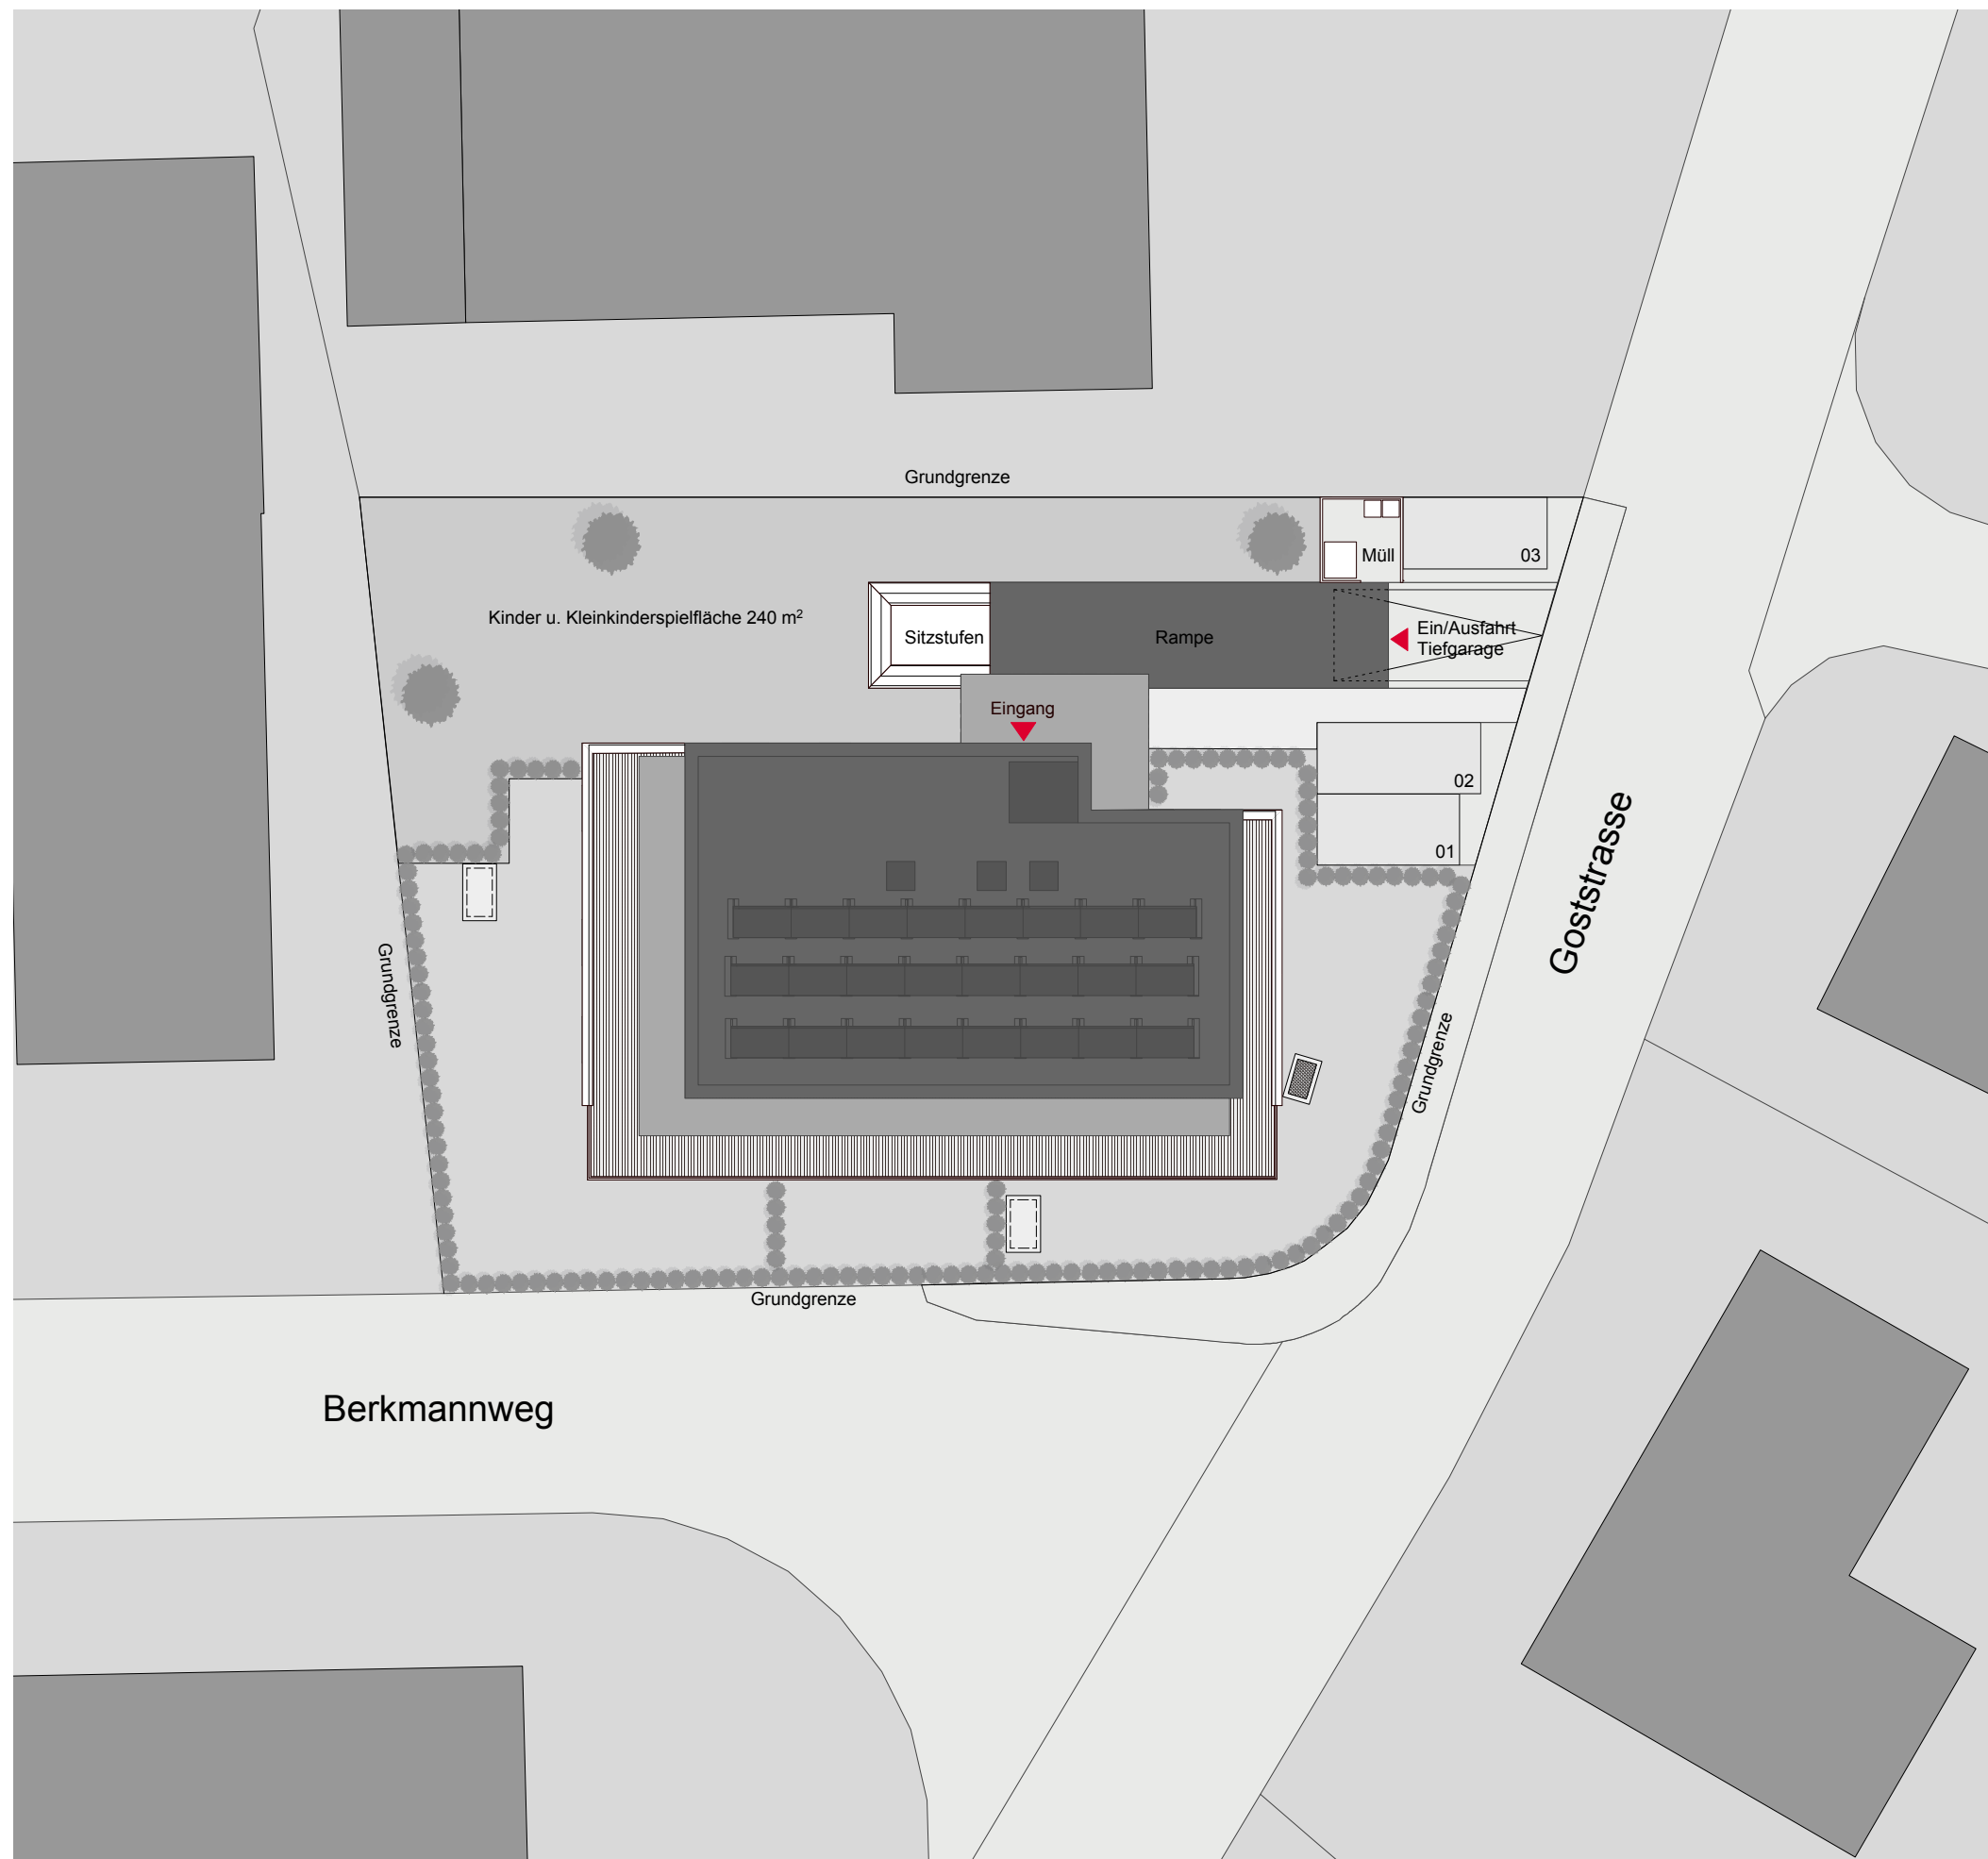 Grundgrenze
Müll
03
Kinder u. Kleinkinderspielfläche 240 m²
Sitzstufen
Rampe
Ein/Ausfahrt
Tiefgarage
Eingang
02
01
Goststrasse
Grundgrenze
Grundgrenze
Grundgrenze
Berkmannweg